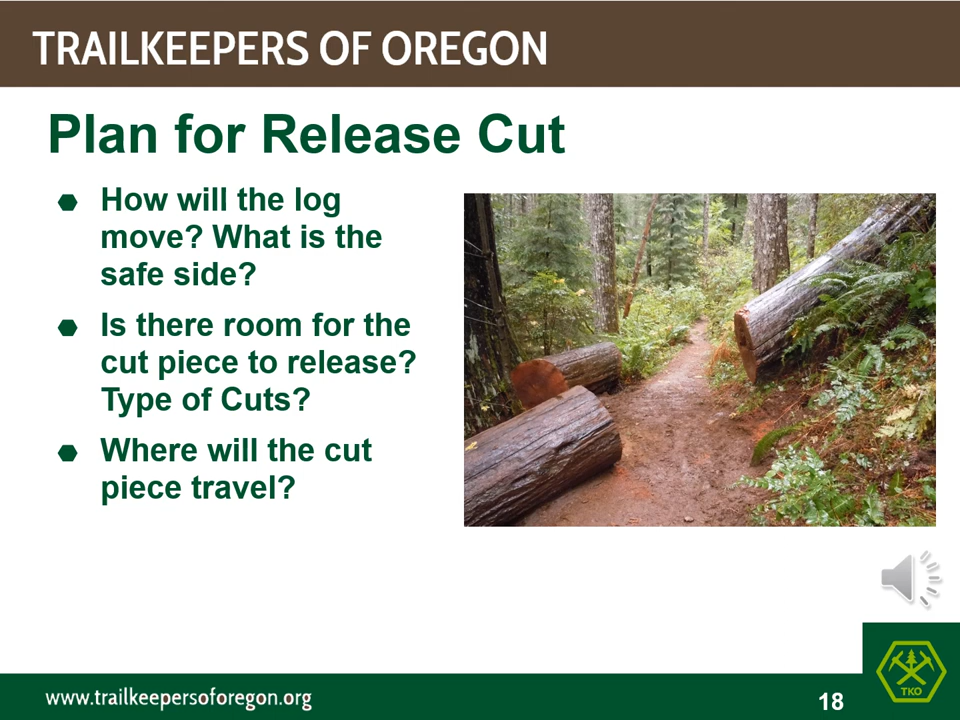 TRAILKEEPERS OF OREGON
Plan for Release Cut
How will the log
move? What is the
safe side?
Is there room for the
cut piece to release?
Type of Cuts?
Where will the cut
piece travel?
TKO
www.trailkeepersoforegon.org
18